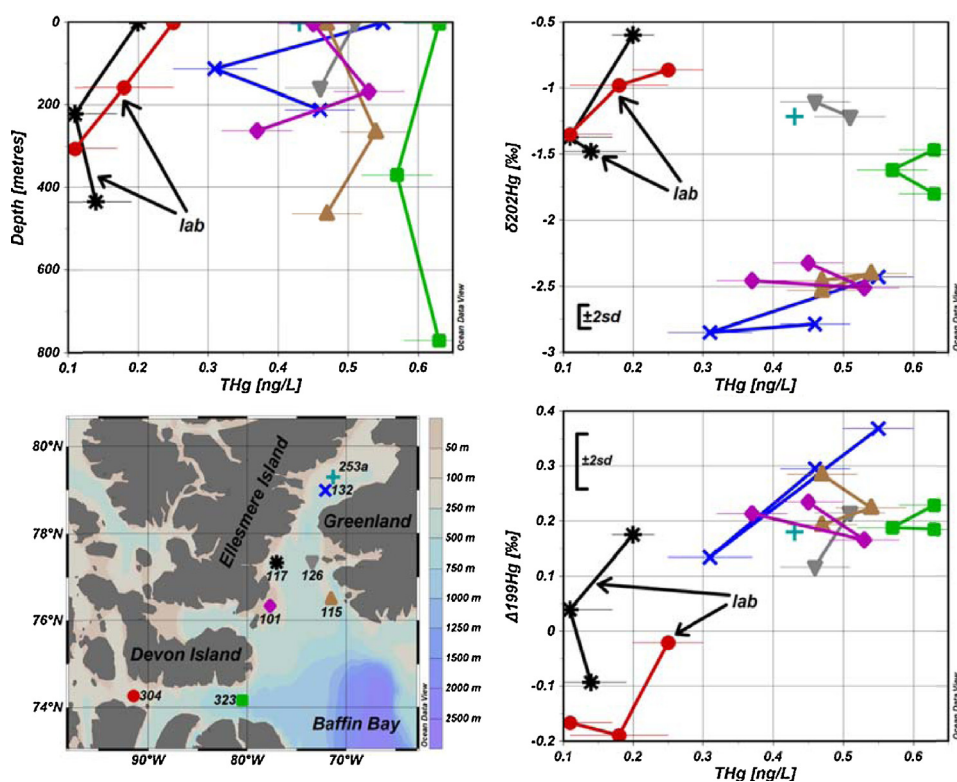 0
200
400
600
800
Depth [metres]
0.1 0.2 0.3 0.4 0.5 0.6
THg [ng/L]
lab
Ocean Data View
-0.5
-1
-1.5
-2
-2.5
-3
δ202Hg [‰]
0.1 0.2 0.3 0.4 0.5 0.6
THg [ng/L]
lab
±2sd
Ocean Data View
80°N
78°N
76°N
74°N
90°W 80°W 70°W
Ellesmere Island
253a
132
Greenland
117
126
101
115
Devon Island
304
323
Baffin Bay
50 m
100 m
250 m
500 m
750 m
1000 m
1250 m
1500 m
2000 m
2500 m
Ocean Data View
0.4
0.3
0.2
0.1
0
-0.1
-0.2
Δ199Hg [‰]
±2sd
lab
0.1 0.2 0.3 0.4 0.5 0.6
THg [ng/L]
Ocean Data View